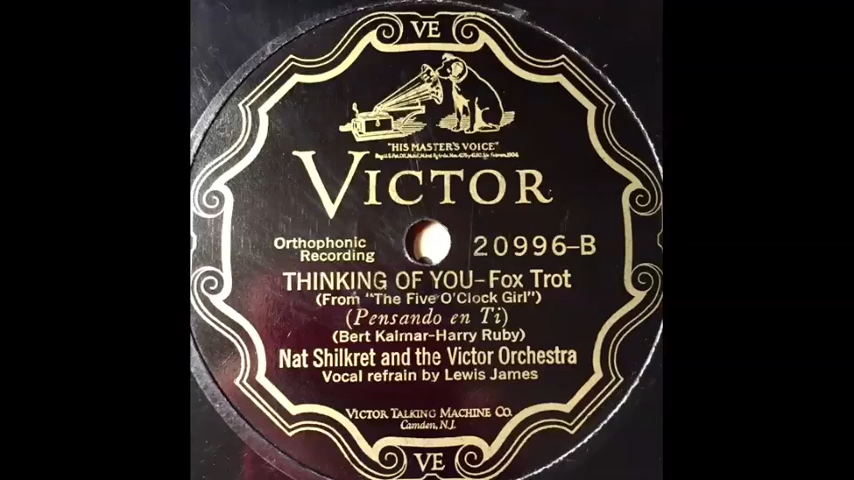 VE
"HIS MASTER'S VOICE"
VICTOR
Orthophonic
Recording
20996-B
THINKING OF YOU-Fox Trot
(From "The Five O'Clock Girl")
(Pensando en Ti)
(Bert Kalmar-Harry Ruby)
Nat Shilkret and the Victor Orchestra
Vocal refrain by Lewis James
VICTOR TALKING MACHINE CO.
Camden, N.J.
VE